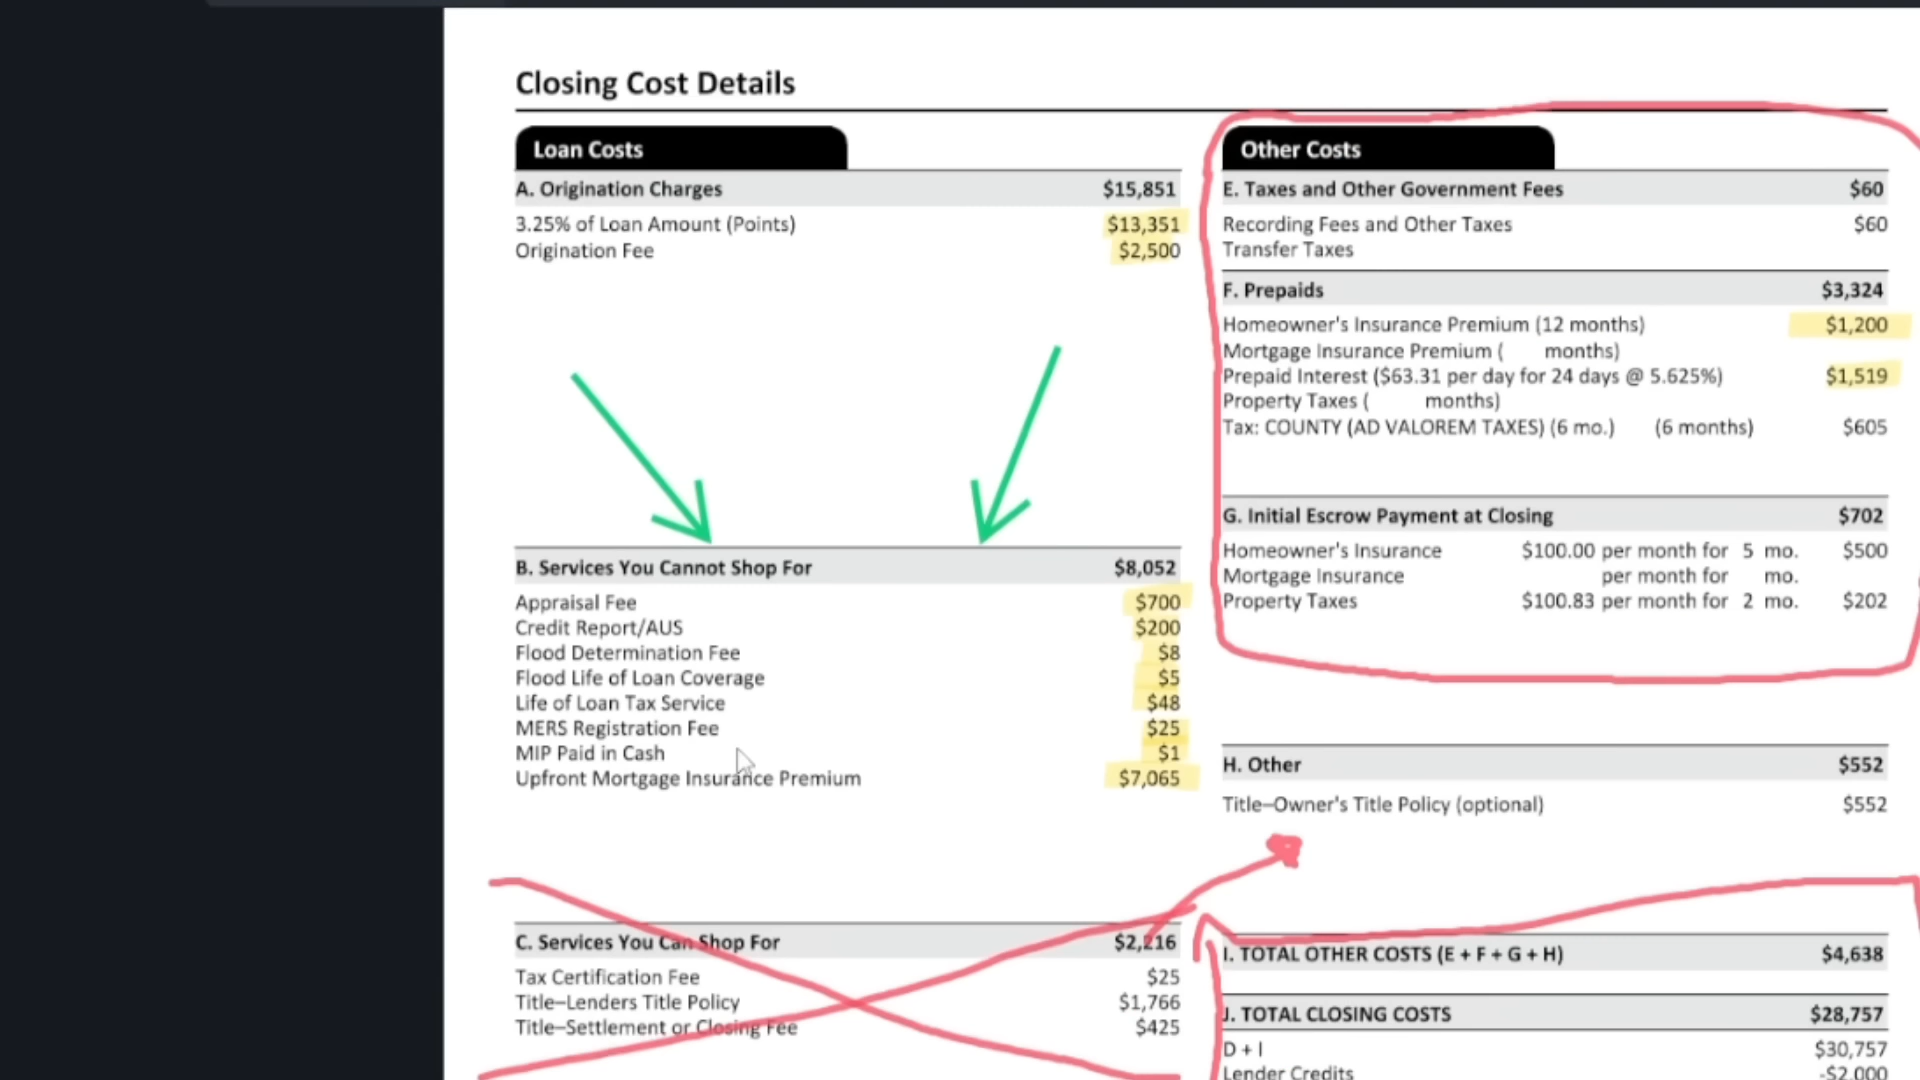 Closing Cost Details
Loan Costs
A. Origination Charges $15,851
3.25% of Loan Amount (Points) $13,351
Origination Fee $2,500
B. Services You Cannot Shop For $8,052
Appraisal Fee $700
Credit Report/AUS $200
Flood Determination Fee $8
Flood Life of Loan Coverage $5
Life of Loan Tax Service $48
MERS Registration Fee $25
MIP Paid in Cash $1
Upfront Mortgage Insurance Premium $7,065
C. Services You Can Shop For $2,216
Tax Certification Fee $25
Title–Lenders Title Policy $1,766
Title–Settlement or Closing Fee $425
Other Costs
E. Taxes and Other Government Fees $60
Recording Fees and Other Taxes $60
Transfer Taxes
F. Prepaids $3,324
Homeowner's Insurance Premium (12 months) $1,200
Mortgage Insurance Premium ( months)
Prepaid Interest ($63.31 per day for 24 days @ 5.625%) $1,519
Property Taxes ( months)
Tax: COUNTY (AD VALOREM TAXES) (6 mo.) (6 months) $605
G. Initial Escrow Payment at Closing $702
Homeowner's Insurance $100.00 per month for 5 mo. $500
Mortgage Insurance per month for mo.
Property Taxes $100.83 per month for 2 mo. $202
H. Other $552
Title–Owner's Title Policy (optional) $552
I. TOTAL OTHER COSTS (E + F + G + H) $4,638
J. TOTAL CLOSING COSTS $28,757
D + I $30,757
Lender Credits -$2,000